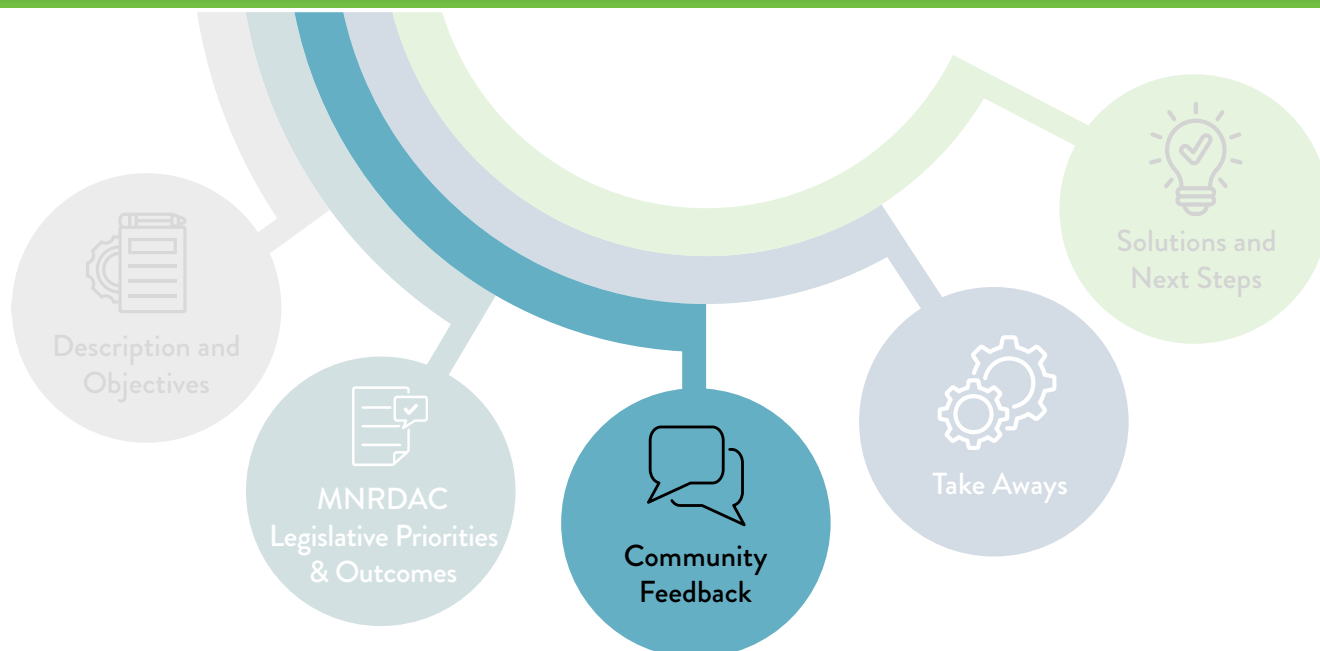 Description and
Objectives
MNRDAC
Legislative Priorities
& Outcomes
Community
Feedback
Take Aways
Solutions and
Next Steps